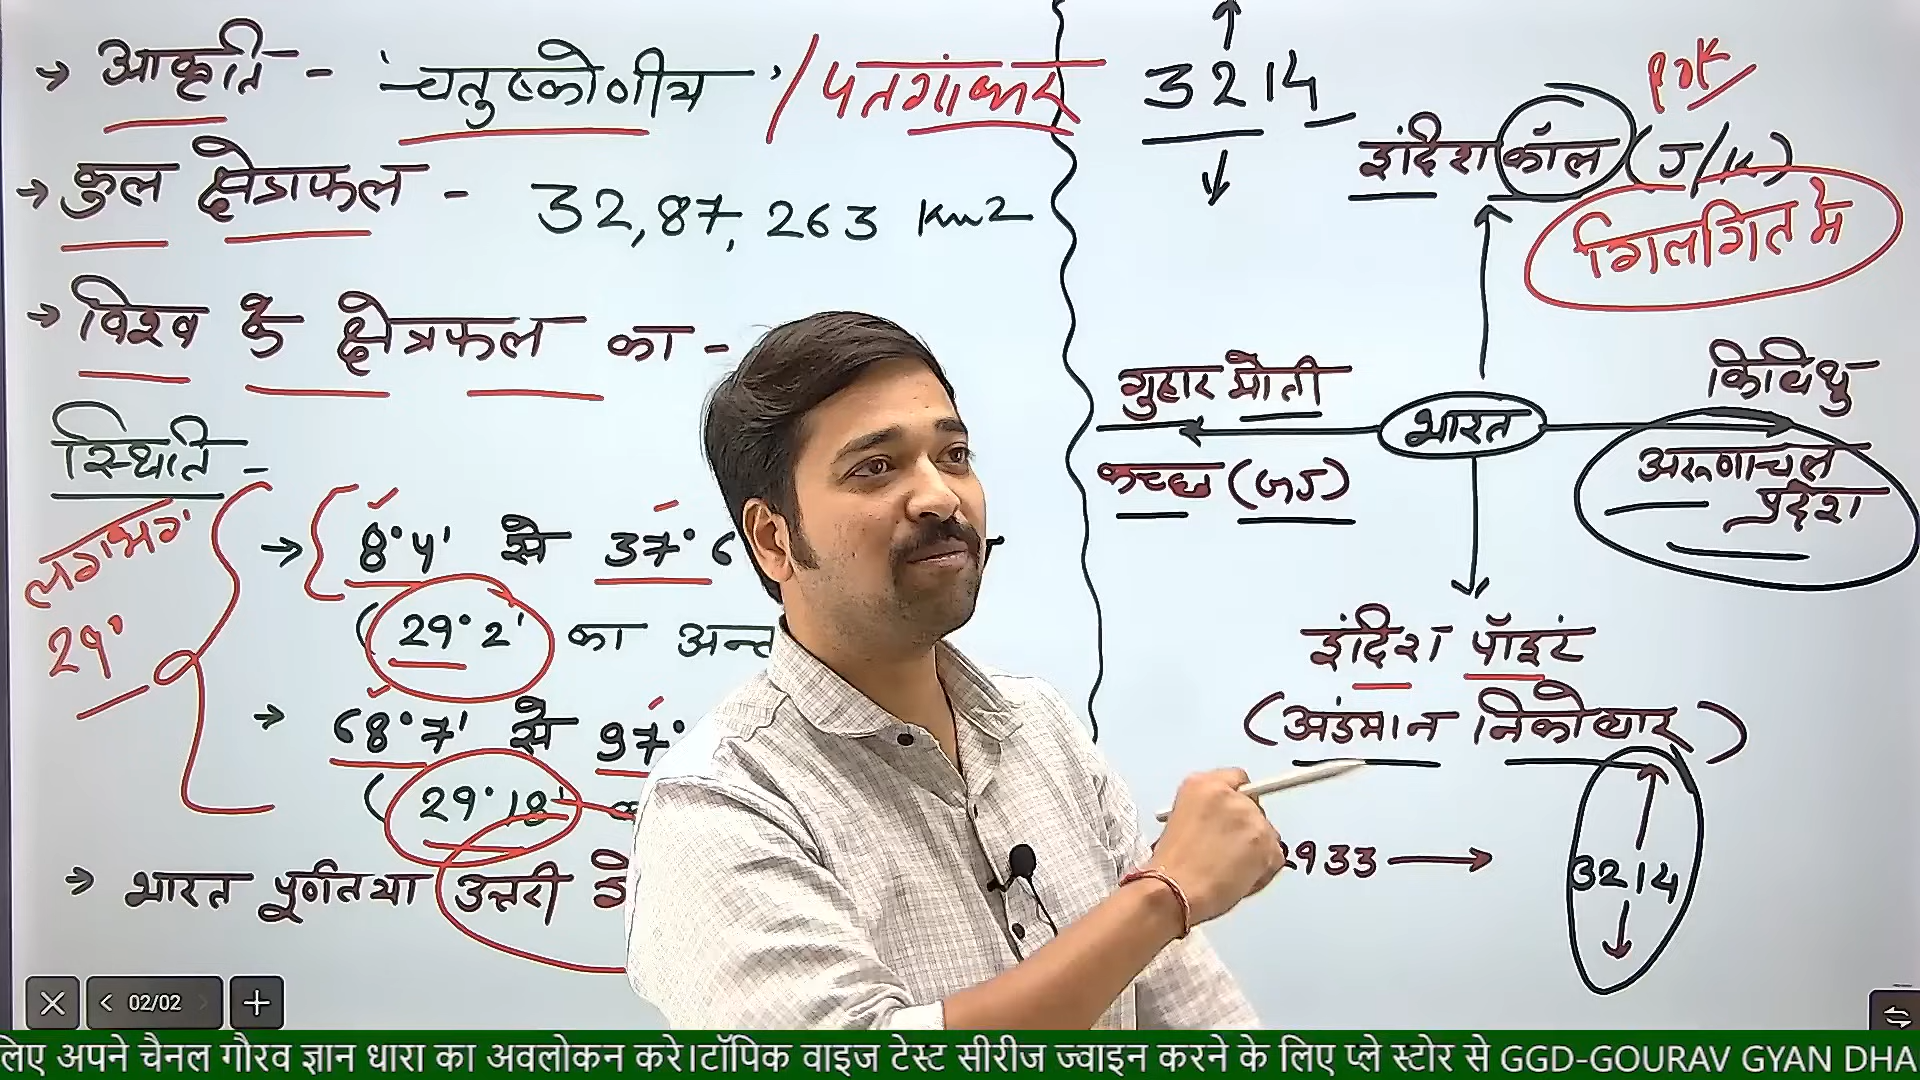 → आकृति - चतुष्कोणीय / पतगांकार
→ कुल क्षेत्रफल - 32,87,263 Km2
→ विश्व के क्षेत्रफल का -
स्थिति -
लगभग 29°
→ 8°4' से 37° 6
(29° 2' का अन्त
→ 68°7' से 97°
(29° 18'
→ भारत पूर्णतया उत्तरी
3214
इंदिरा कॉल (J/K)
POK
गिलगित मे
गुहार मोती
कच्छ (GJ)
भारत
किविथु
अरूणाचल
प्रदेश
इंदिरा पॉइंट
(अंडमान निकोबार)
2933 →
3214
02/02
लिए अपने चैनल गौरव ज्ञान धारा का अवलोकन करे।टॉपिक वाइज टेस्ट सीरीज ज्वाइन करने के लिए प्ले स्टोर से GGD-GOURAV GYAN DHA